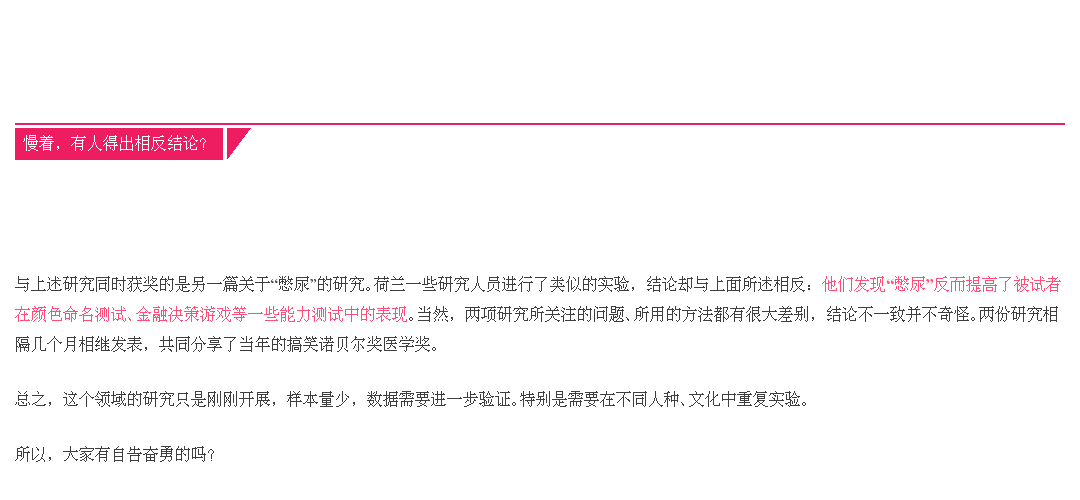 慢着，有人得出相反结论？
与上述研究同时获奖的是另一篇关于“憋尿”的研究。荷兰一些研究人员进行了类似的实验，结论却与上面所述相反：他们发现“憋尿”反而提高了被试者
在颜色命名测试、金融决策游戏等一些能力测试中的表现。当然，两项研究所关注的问题、所用的方法都有很大差别，结论不一致并不奇怪。两份研究相
隔几个月相继发表，共同分享了当年的搞笑诺贝尔奖医学奖。
总之，这个领域的研究只是刚刚开展，样本量少，数据需要进一步验证。特别是需要在不同人种、文化中重复实验。
所以，大家有自告奋勇的吗？